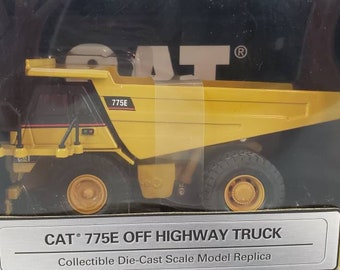 CAT®
775E
CAT® 775E OFF HIGHWAY TRUCK
Collectible Die-Cast Scale Model Replica